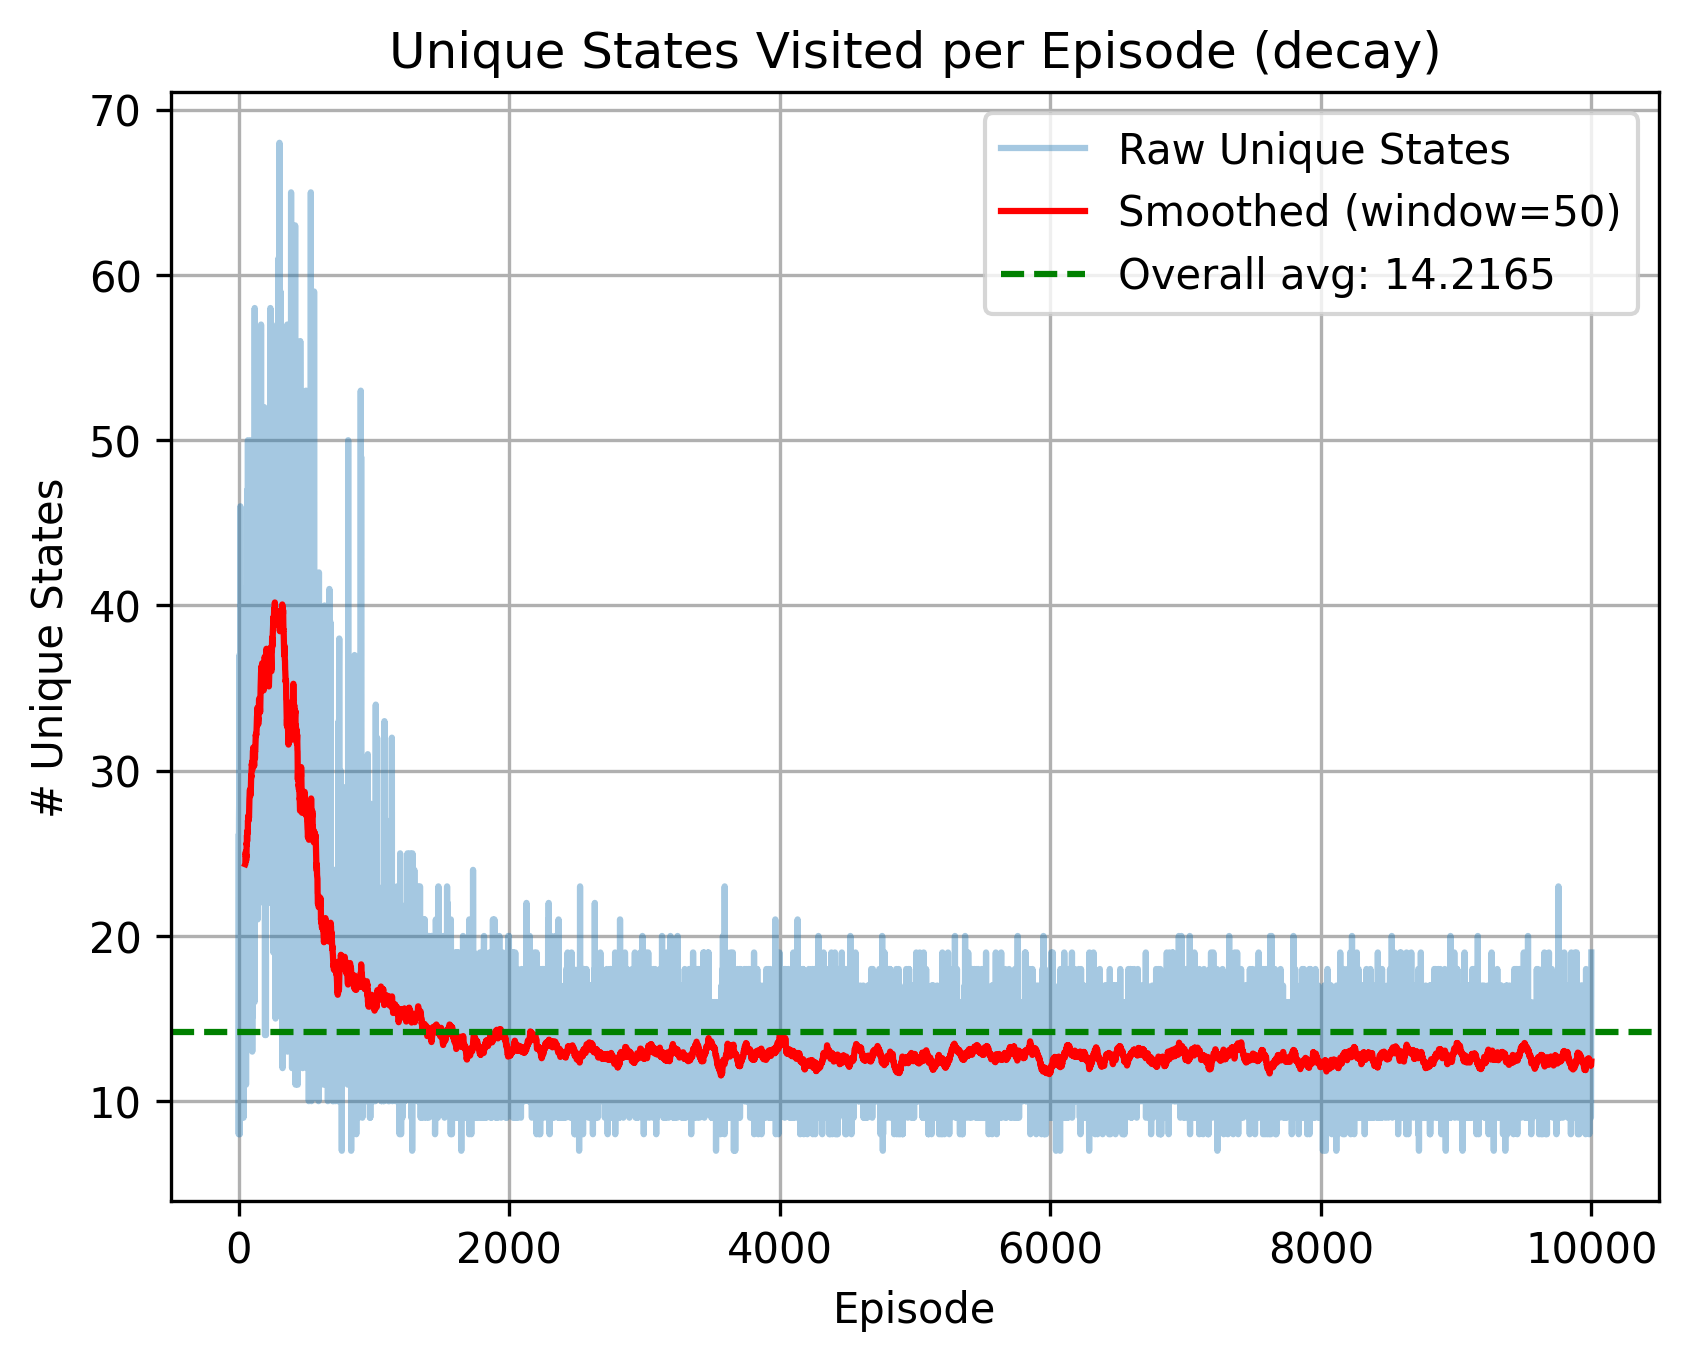 Unique States Visited per Episode (decay)
Raw Unique States
Smoothed (window=50)
Overall avg: 14.2165
# Unique States
70
60
50
40
30
20
10
0 2000 4000 6000 8000 10000
Episode